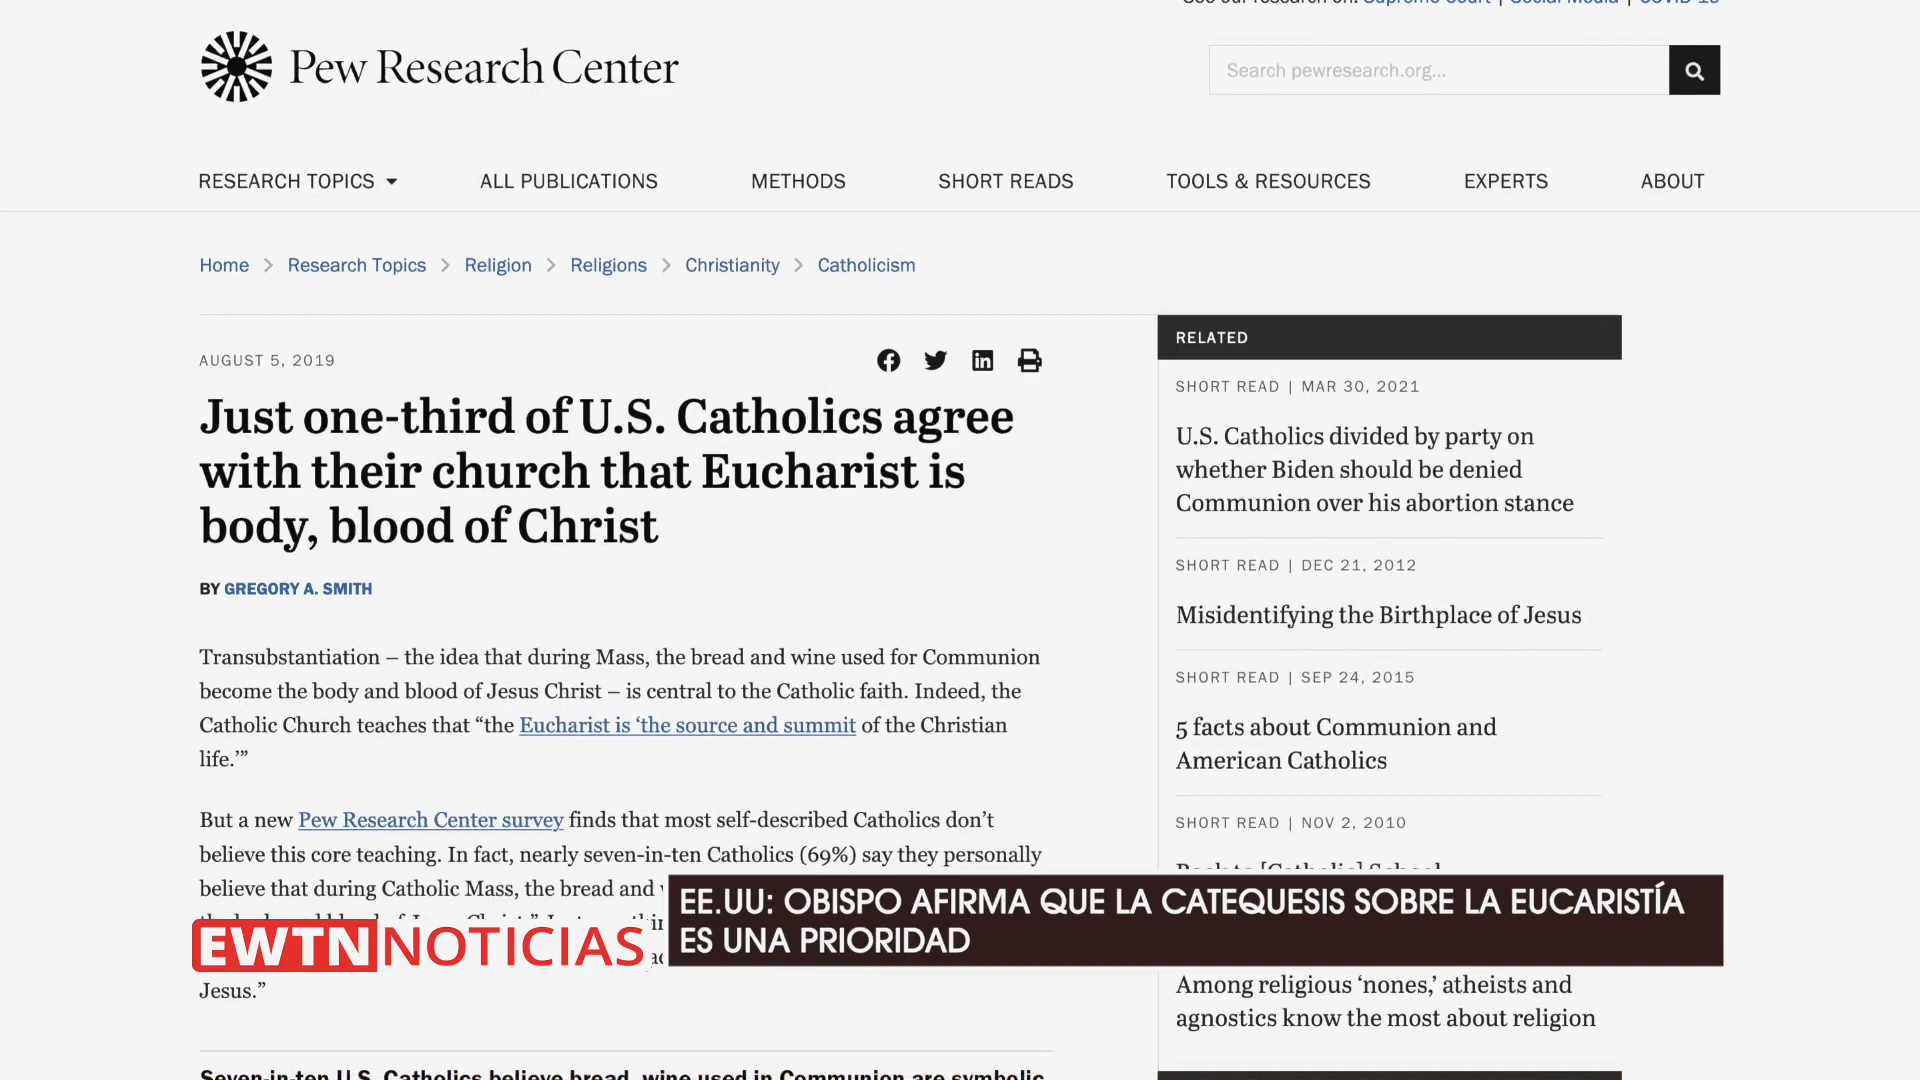 Pew Research Center
Search pewresearch.org...
RESEARCH TOPICS ALL PUBLICATIONS METHODS SHORT READS TOOLS & RESOURCES EXPERTS ABOUT
Home > Research Topics > Religion > Religions > Christianity > Catholicism
AUGUST 5, 2019
Just one-third of U.S. Catholics agree
with their church that Eucharist is
body, blood of Christ
BY GREGORY A. SMITH
Transubstantiation – the idea that during Mass, the bread and wine used for Communion
become the body and blood of Jesus Christ – is central to the Catholic faith. Indeed, the
Catholic Church teaches that “the Eucharist is ‘the source and summit of the Christian
life.’”
But a new Pew Research Center survey finds that most self-described Catholics don’t
believe this core teaching. In fact, nearly seven-in-ten Catholics (69%) say they personally
believe that during Catholic Mass, the bread and
Jesus.”
Seven-in-ten U.S. Catholics believe bread, wine used in Communion are symbolic
RELATED
SHORT READ | MAR 30, 2021
U.S. Catholics divided by party on
whether Biden should be denied
Communion over his abortion stance
SHORT READ | DEC 21, 2012
Misidentifying the Birthplace of Jesus
SHORT READ | SEP 24, 2015
5 facts about Communion and
American Catholics
SHORT READ | NOV 2, 2010
Among religious ‘nones,’ atheists and
agnostics know the most about religion
EWTN NOTICIAS
EE.UU: OBISPO AFIRMA QUE LA CATEQUESIS SOBRE LA EUCARISTÍA
ES UNA PRIORIDAD